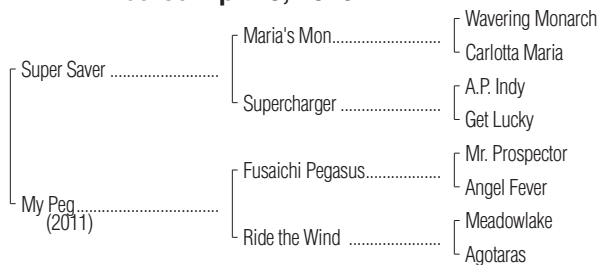 Wavering Monarch
Maria's Mon
Carlotta Maria
Super Saver
A.P. Indy
Supercharger
Get Lucky
Mr. Prospector
Fusaichi Pegasus
Angel Fever
My Peg
(2011)
Meadowlake
Ride the Wind
Agotaras